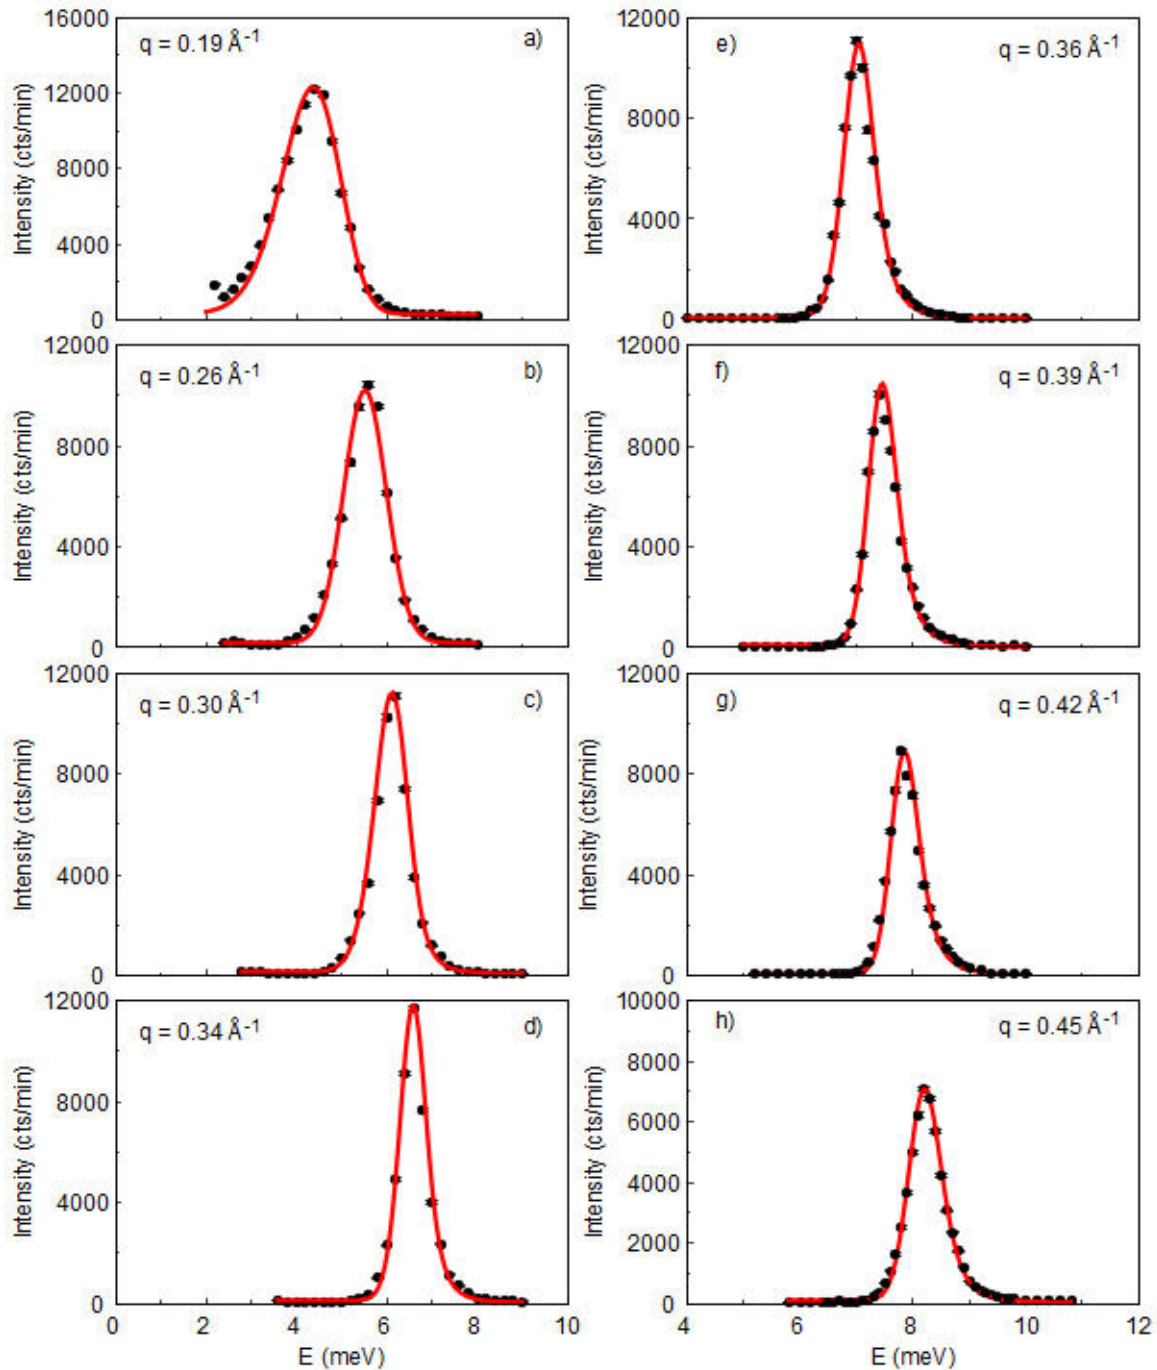 16000
12000
8000
4000
0
Intensity (cts/min)
q = 0.19 Å-1
a)
12000
8000
4000
0
Intensity (cts/min)
e)
q = 0.36 Å-1
12000
8000
4000
0
Intensity (cts/min)
q = 0.26 Å-1
b)
12000
8000
4000
0
Intensity (cts/min)
f)
q = 0.39 Å-1
12000
8000
4000
0
Intensity (cts/min)
q = 0.30 Å-1
c)
12000
8000
4000
0
Intensity (cts/min)
g)
q = 0.42 Å-1
12000
8000
4000
0
Intensity (cts/min)
q = 0.34 Å-1
d)
0 2 4 6 8 10
E (meV)
10000
8000
6000
4000
2000
0
Intensity (cts/min)
h)
q = 0.45 Å-1
4 6 8 10 12
E (meV)